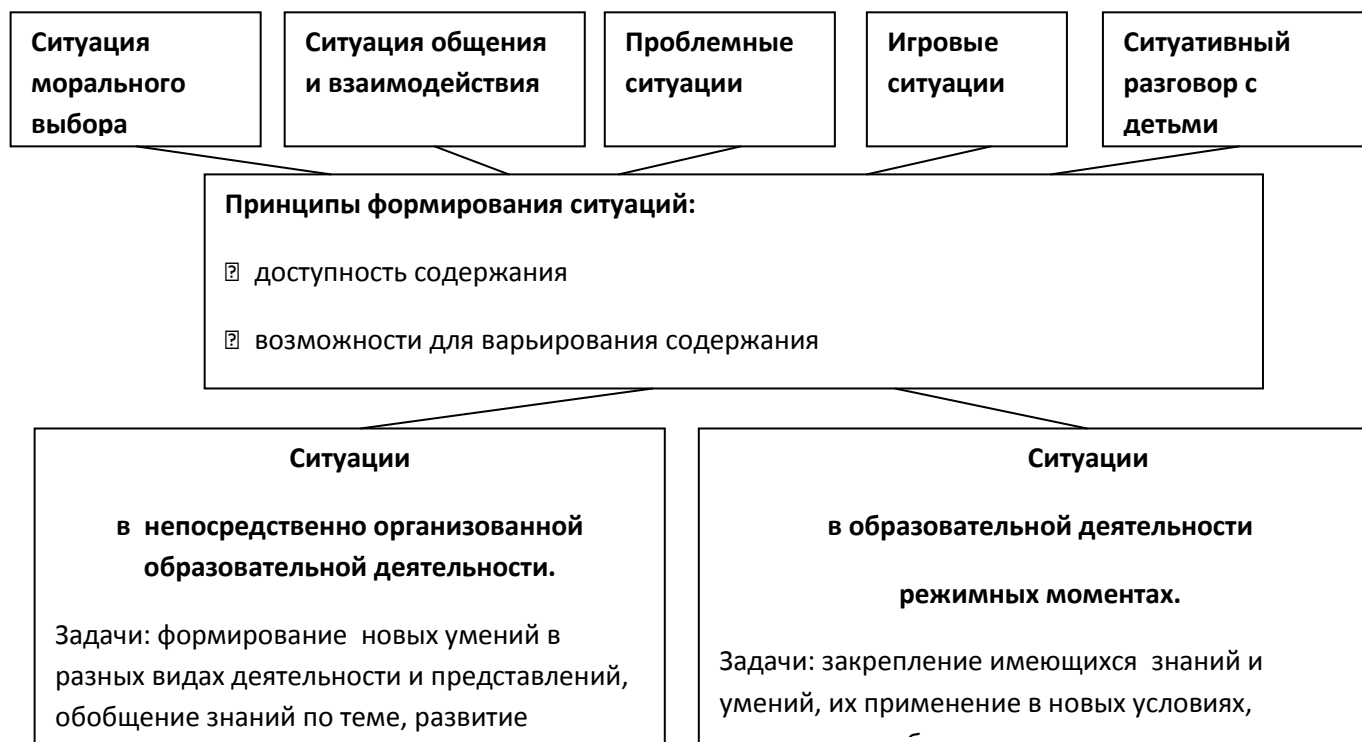 Ситуация
морального
выбора
Ситуация общения
и взаимодействия
Проблемные
ситуации
Игровые
ситуации
Ситуативный
разговор с
детьми
Принципы формирования ситуаций:
доступность содержания
возможности для варьирования содержания
Ситуации
в непосредственно организованной
образовательной деятельности.
Задачи: формирование новых умений в
разных видах деятельности и представлений,
обобщение знаний по теме, развитие
Ситуации
в образовательной деятельности
режимных моментах.
Задачи: закрепление имеющихся знаний и
умений, их применение в новых условиях,